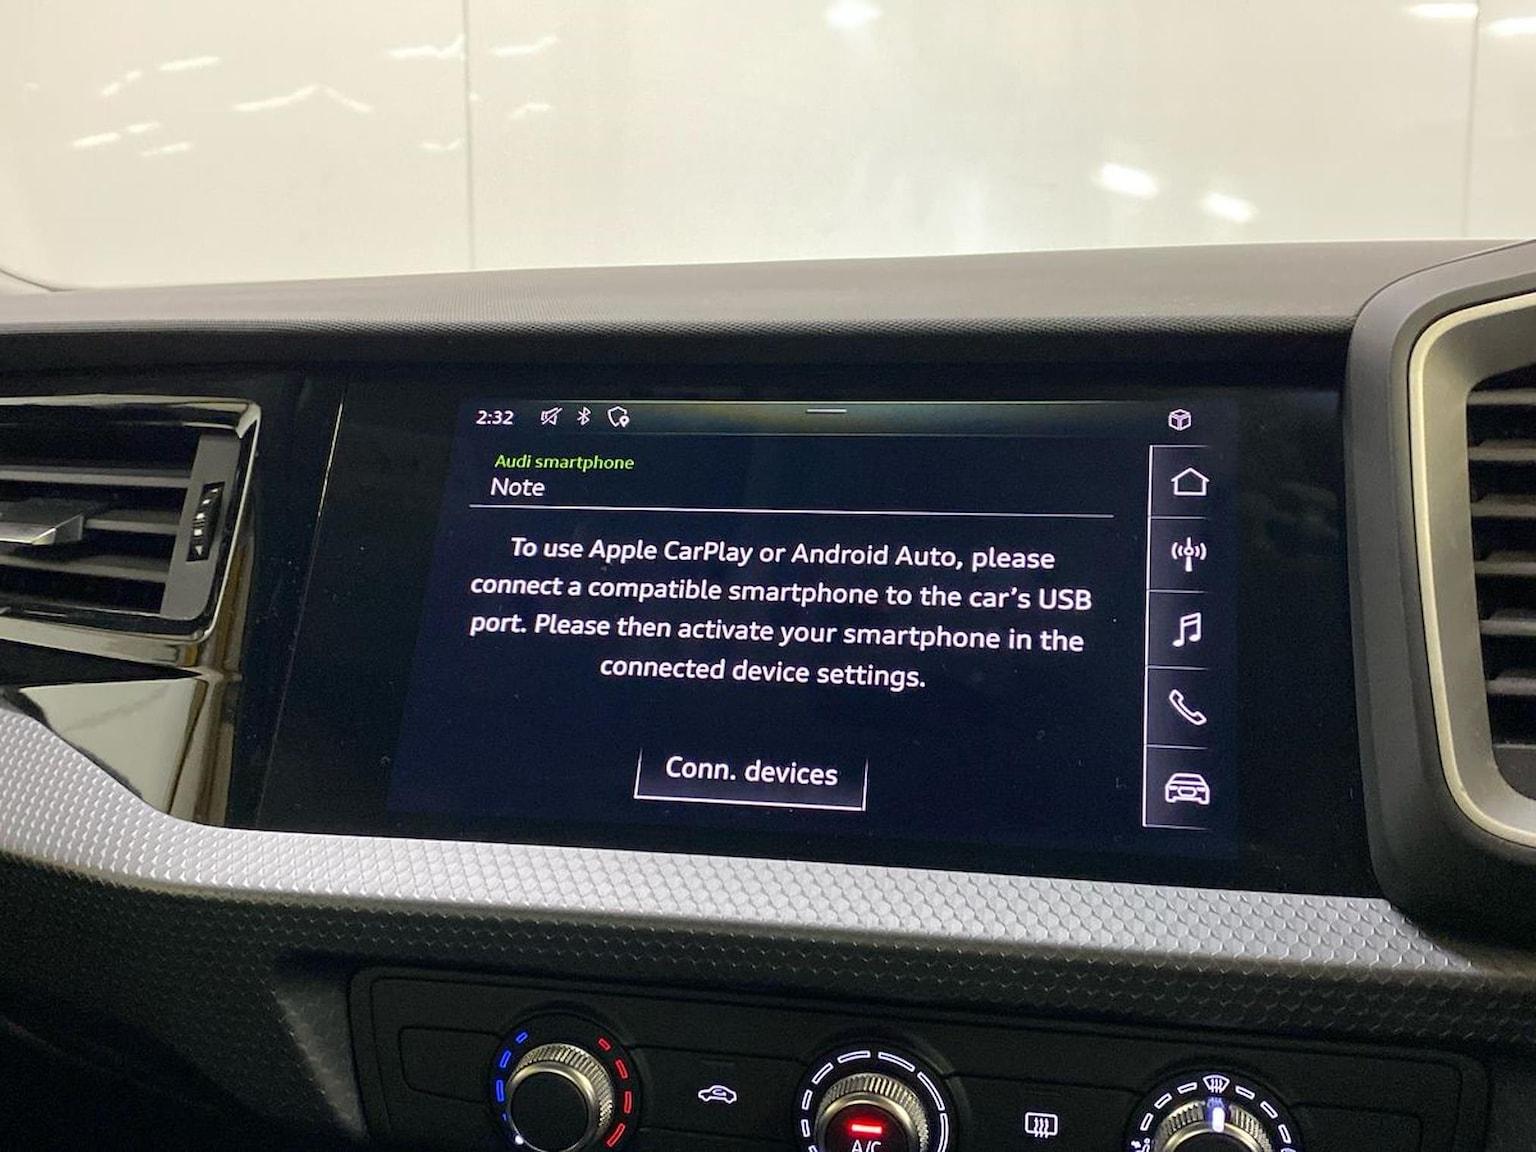 2:32
Audi smartphone
Note
To use Apple CarPlay or Android Auto, please
connect a compatible smartphone to the car's USB
port. Please then activate your smartphone in the
connected device settings.
Conn. devices
A/C